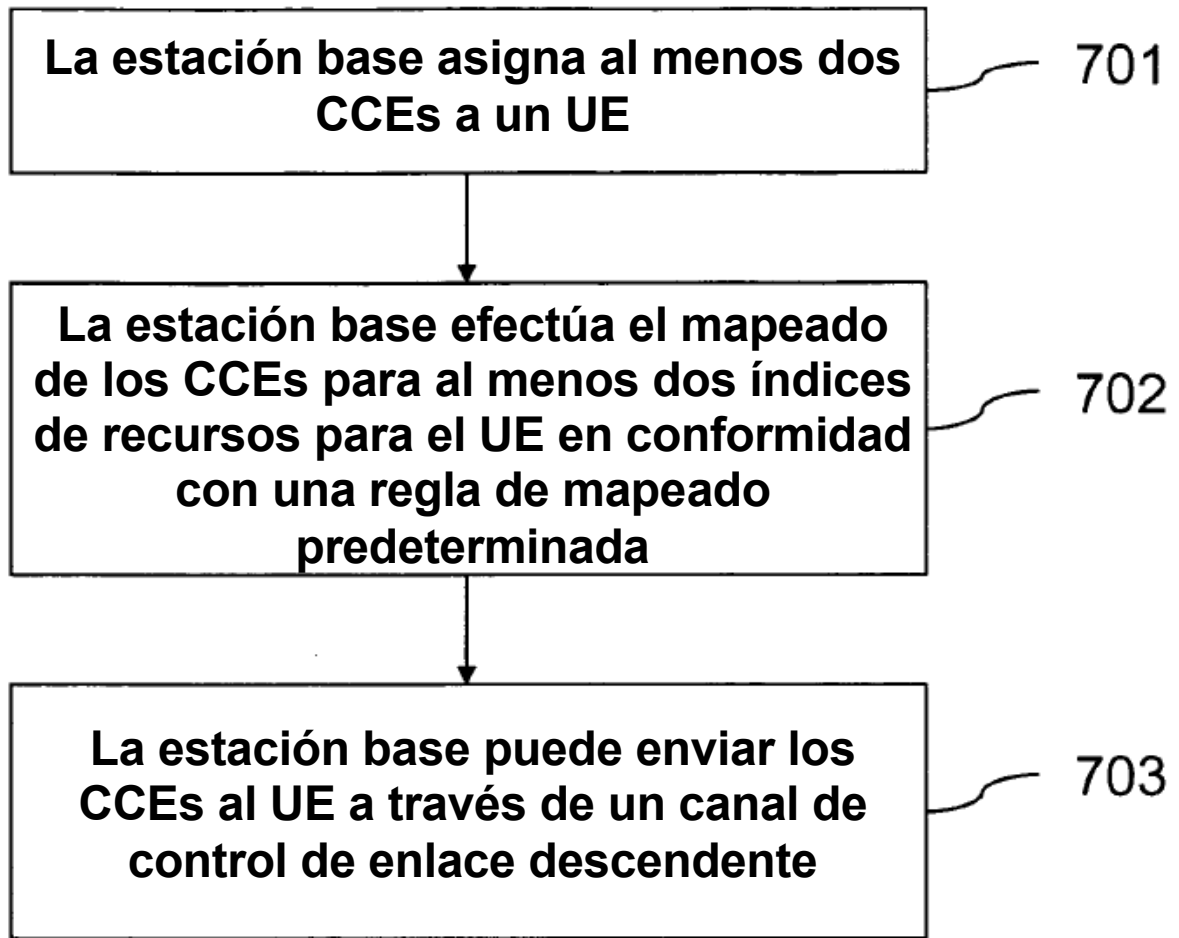 La estación base asigna al menos dos
CCEs a un UE
701
La estación base efectúa el mapeado
de los CCEs para al menos dos índices
de recursos para el UE en conformidad
con una regla de mapeado
predeterminada
702
La estación base puede enviar los
CCEs al UE a través de un canal de
control de enlace descendente
703